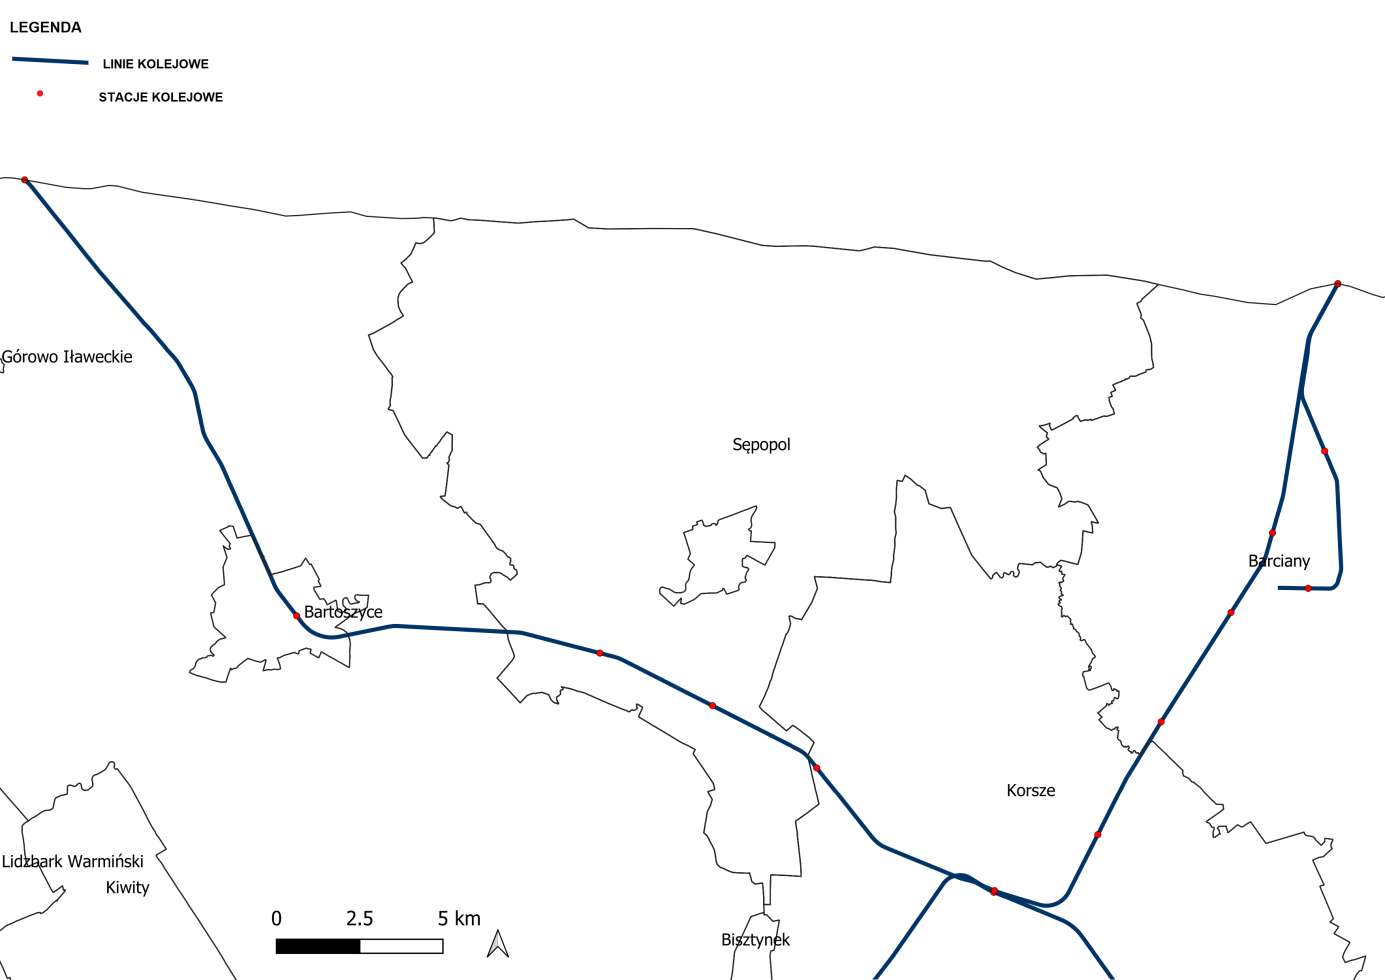 LEGENDA
LINIE KOLEJOWE
STACJE KOLEJOWE
Górowo Iławeckie
Sępopol
Barciany
Bartoszyce
Korsze
Lidzbark Warmiński
Kiwity
0 2.5 5 km
Bisztynek